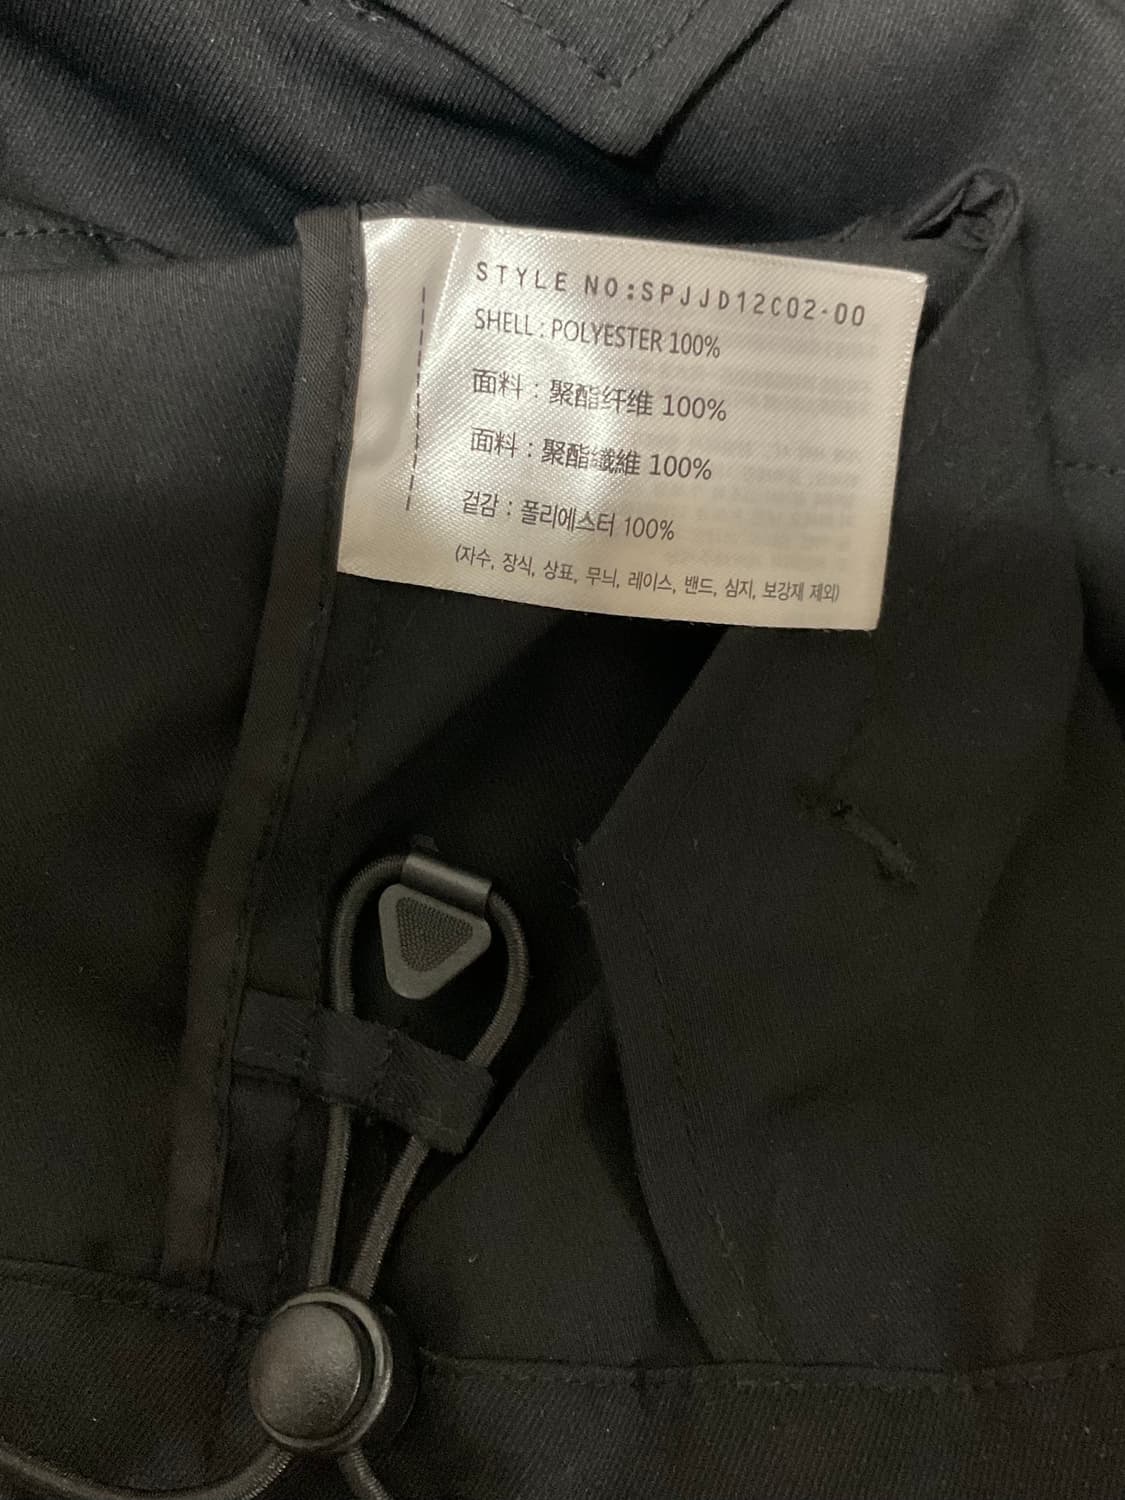 STYLE NO:SPJJD12C02-00
SHELL : POLYESTER 100%
面料 : 聚酯纤维 100%
面料 : 聚酯纖維 100%
겉감 : 폴리에스터 100%
(자수, 장식, 상표, 무늬, 레이스, 밴드, 심지, 보강재 제외)